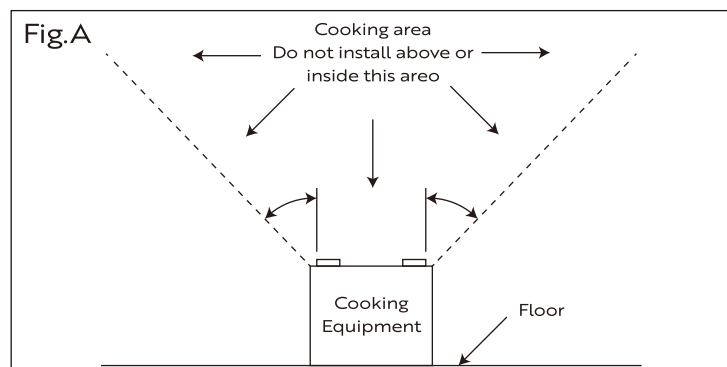 Fig.A
Cooking area
Do not install above or
inside this areo
Cooking
Equipment
Floor